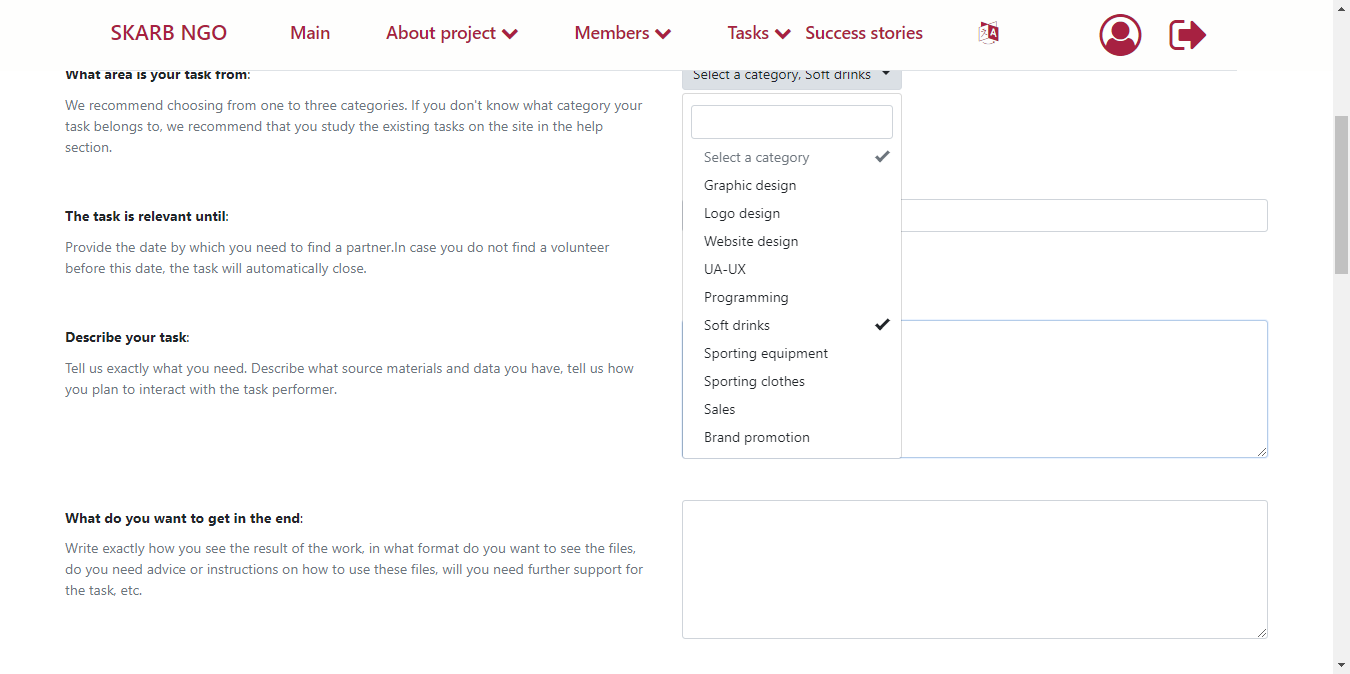 SKARB NGO
Main
About project
Members
Tasks
Success stories
What area is your task from:
Select a category, Soft drinks
We recommend choosing from one to three categories. If you don't know what category your
task belongs to, we recommend that you study the existing tasks on the site in the help
section.
Select a category
Graphic design
Logo design
Website design
UA-UX
Programming
Soft drinks
Sporting equipment
Sporting clothes
Sales
Brand promotion
The task is relevant until:
Provide the date by which you need to find a partner.In case you do not find a volunteer
before this date, the task will automatically close.
Describe your task:
Tell us exactly what you need. Describe what source materials and data you have, tell us how
you plan to interact with the task performer.
What do you want to get in the end:
Write exactly how you see the result of the work, in what format do you want to see the files,
do you need advice or instructions on how to use these files, will you need further support for
the task, etc.